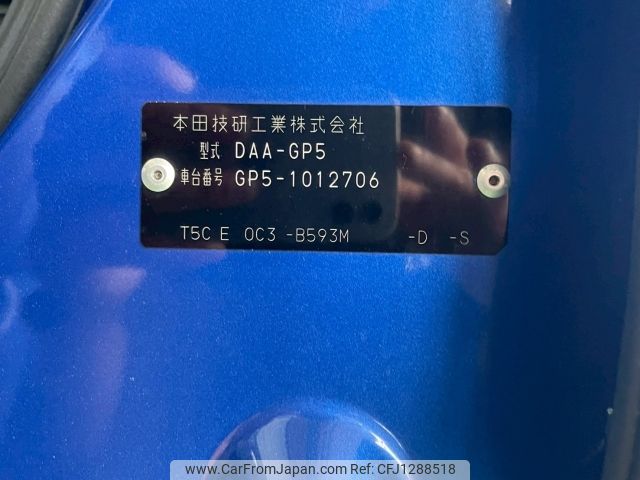 本田技研工業株式会社
型式 DAA-GP5
車台番号 GP5-1012706
T5C E 0C3 -B593M -D -S
www.CarFromJapan.com | CFJ1288518